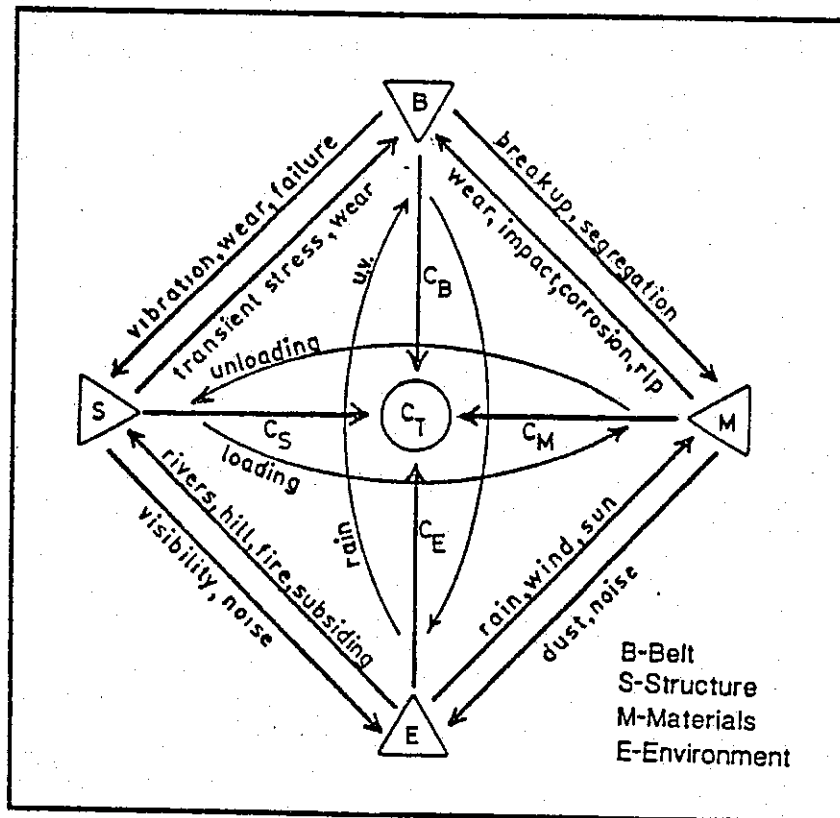 B
vibration, wear, failure
transient stress, wear
breakup, segregation
wear, impact, corrosion, rip
u.v.
C_B
unloading
S
C_S
C_T
C_M
M
loading
rain
C_E
rivers, hill, fire, subsiding
visibility, noise
rain, wind, sun
dust, noise
E
B-Belt
S-Structure
M-Materials
E-Environment